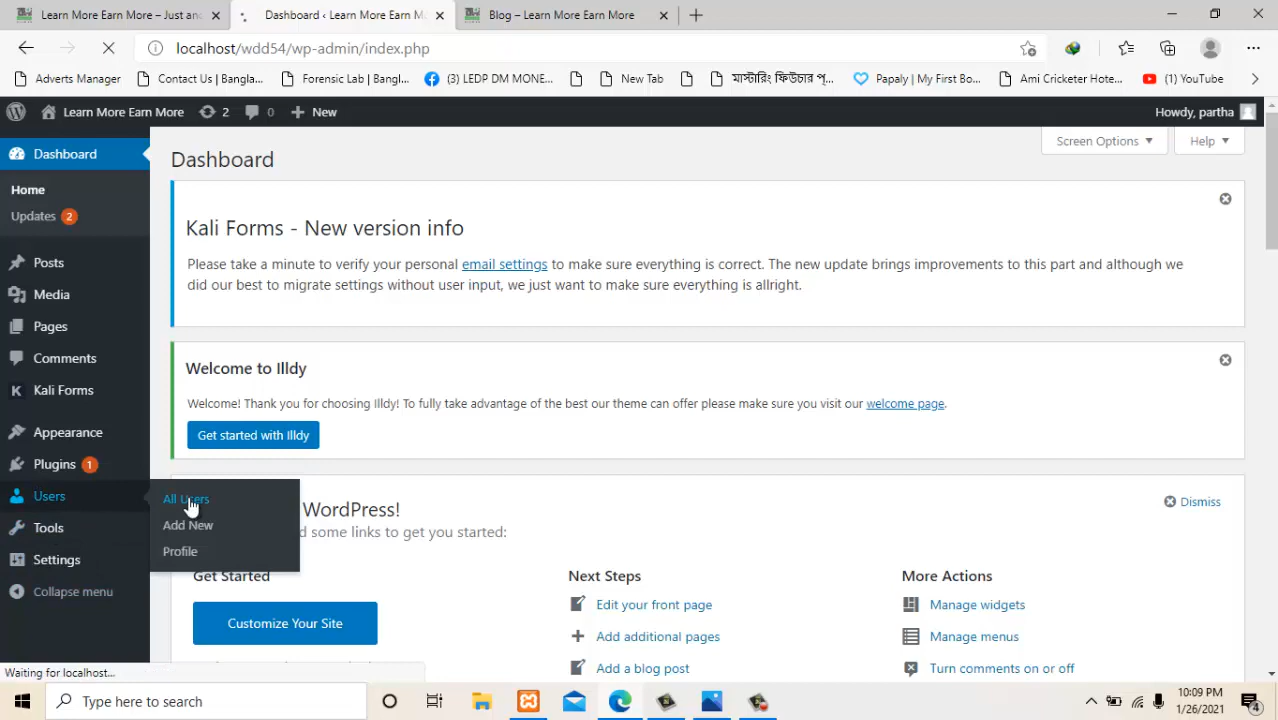 Learn More Earn More – Just an
Dashboard ‹ Learn More Earn M
Blog – Learn More Earn More
localhost/wdd54/wp-admin/index.php
Adverts Manager
Contact Us | Bangla...
Forensic Lab | Bangl...
(3) LEDP DM MONE...
New Tab
মাস্টারিং ফিউচার প্...
Papaly | My First Bo...
Ami Cricketer Hote...
(1) YouTube
Learn More Earn More
2
0
New
Howdy, partha
Screen Options
Help
Dashboard
Home
Updates 2
Posts
Media
Pages
Comments
Kali Forms
Appearance
Plugins 1
Users
Tools
Settings
Collapse menu
All Users
Add New
Profile
Dashboard
Kali Forms - New version info
Please take a minute to verify your personal email settings to make sure everything is correct. The new update brings improvements to this part and although we
did our best to migrate settings without user input, we just want to make sure everything is allright.
Welcome to Illdy
Welcome! Thank you for choosing Illdy! To fully take advantage of the best our theme can offer please make sure you visit our welcome page.
Get started with Illdy
WordPress!
Dismiss
some links to get you started:
Get Started
Customize Your Site
Next Steps
Edit your front page
Add additional pages
Add a blog post
More Actions
Manage widgets
Manage menus
Turn comments on or off
Waiting for localhost...
Type here to search
10:09 PM
1/26/2021
4